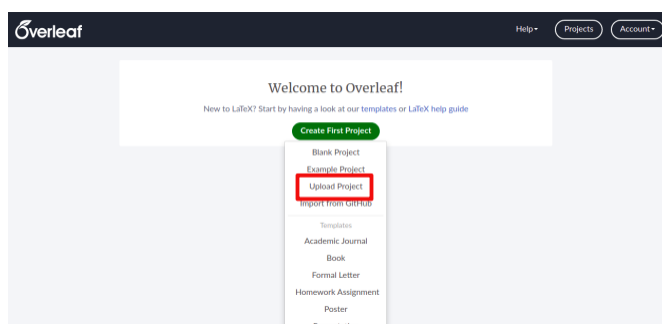 Overleaf
Help
Projects
Account
Welcome to Overleaf!
New to LaTeX? Start by having a look at our templates or LaTeX help guide
Create First Project
Blank Project
Example Project
Upload Project
Import from GitHub
Templates
Academic Journal
Book
Formal Letter
Homework Assignment
Poster